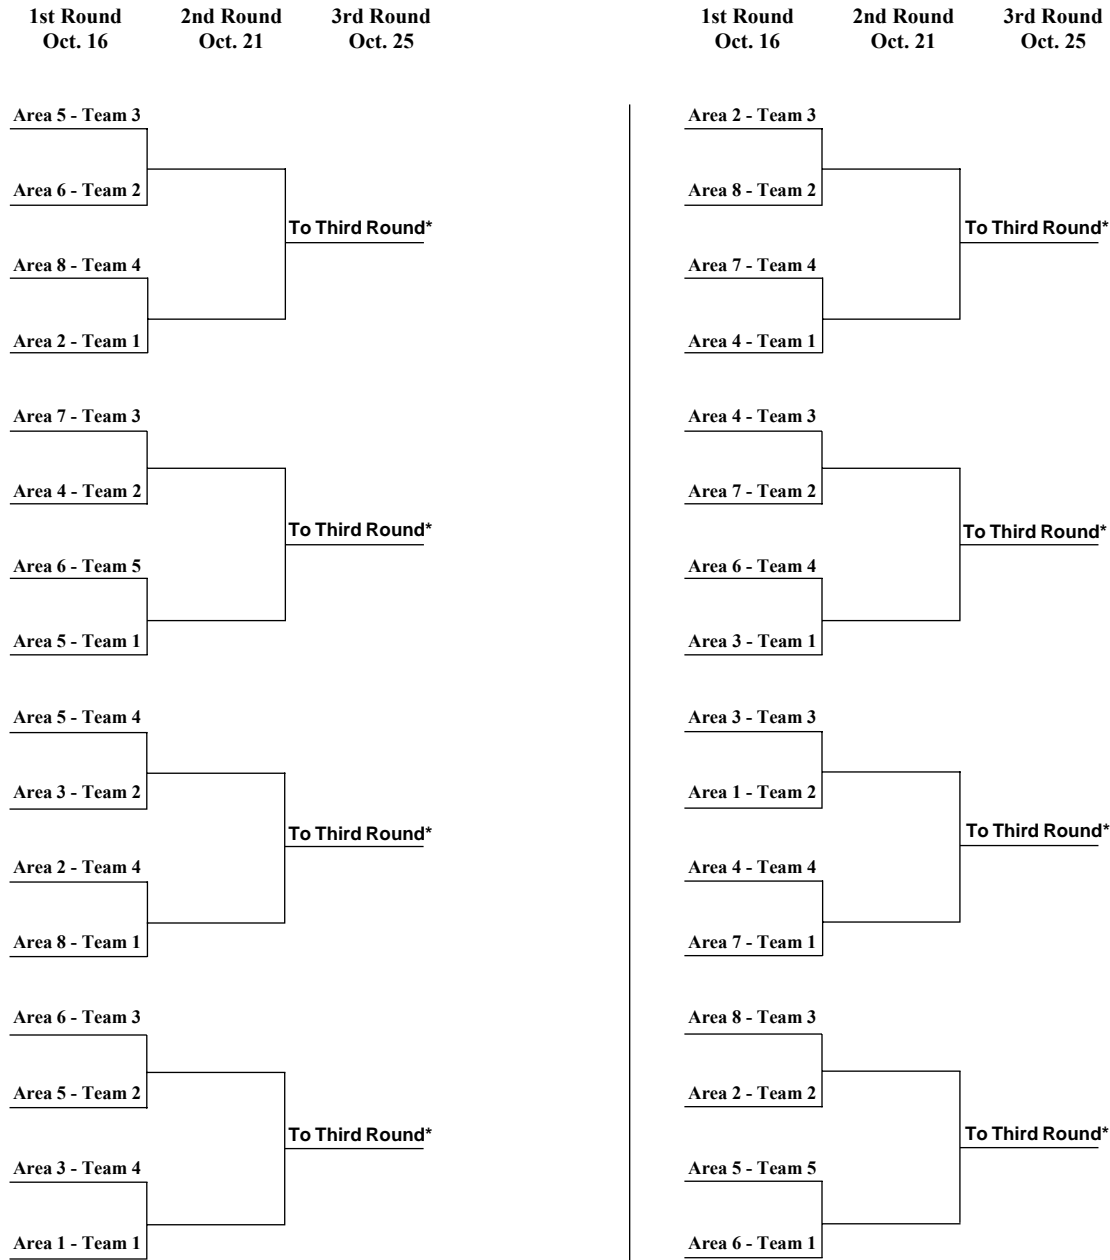 1st Round
Oct. 16
2nd Round
Oct. 21
3rd Round
Oct. 25
Area 5 - Team 3
Area 6 - Team 2
To Third Round*
Area 8 - Team 4
Area 2 - Team 1
Area 7 - Team 3
Area 4 - Team 2
To Third Round*
Area 6 - Team 5
Area 5 - Team 1
Area 5 - Team 4
Area 3 - Team 2
To Third Round*
Area 2 - Team 4
Area 8 - Team 1
Area 6 - Team 3
Area 5 - Team 2
To Third Round*
Area 3 - Team 4
Area 1 - Team 1
1st Round
Oct. 16
2nd Round
Oct. 21
3rd Round
Oct. 25
Area 2 - Team 3
Area 8 - Team 2
To Third Round*
Area 7 - Team 4
Area 4 - Team 1
Area 4 - Team 3
Area 7 - Team 2
To Third Round*
Area 6 - Team 4
Area 3 - Team 1
Area 3 - Team 3
Area 1 - Team 2
To Third Round*
Area 4 - Team 4
Area 7 - Team 1
Area 8 - Team 3
Area 2 - Team 2
To Third Round*
Area 5 - Team 5
Area 6 - Team 1